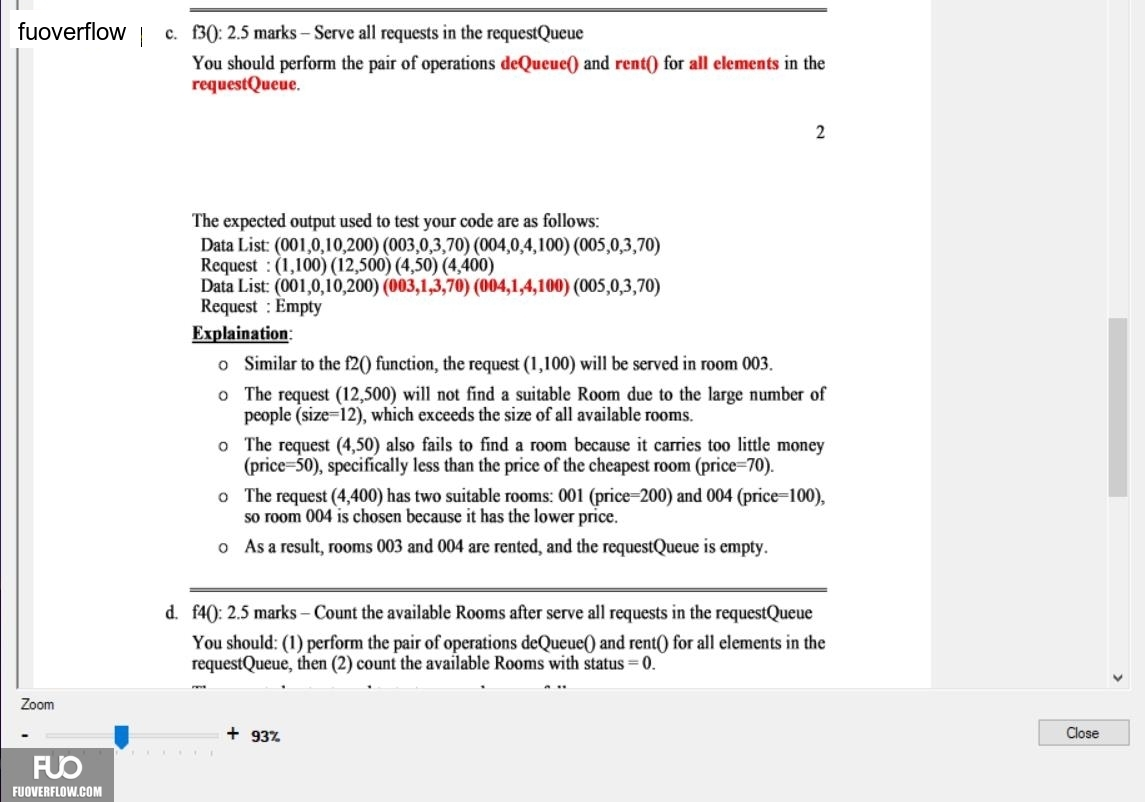 fuoverflow
c. f3(): 2.5 marks – Serve all requests in the requestQueue
You should perform the pair of operations deQueue() and rent() for all elements in the
requestQueue.
2
The expected output used to test your code are as follows:
Data List: (001,0,10,200) (003,0,3,70) (004,0,4,100) (005,0,3,70)
Request : (1,100) (12,500) (4,50) (4,400)
Data List: (001,0,10,200) (003,1,3,70) (004,1,4,100) (005,0,3,70)
Request : Empty
Explaination:
o Similar to the f2() function, the request (1,100) will be served in room 003.
o The request (12,500) will not find a suitable Room due to the large number of
people (size=12), which exceeds the size of all available rooms.
o The request (4,50) also fails to find a room because it carries too little money
(price=50), specifically less than the price of the cheapest room (price=70).
o The request (4,400) has two suitable rooms: 001 (price=200) and 004 (price=100),
so room 004 is chosen because it has the lower price.
o As a result, rooms 003 and 004 are rented, and the requestQueue is empty.
d. f4(): 2.5 marks – Count the available Rooms after serve all requests in the requestQueue
You should: (1) perform the pair of operations deQueue() and rent() for all elements in the
requestQueue, then (2) count the available Rooms with status = 0.
Zoom
- + 93%
Close
FUO
FUOVERFLOW.COM